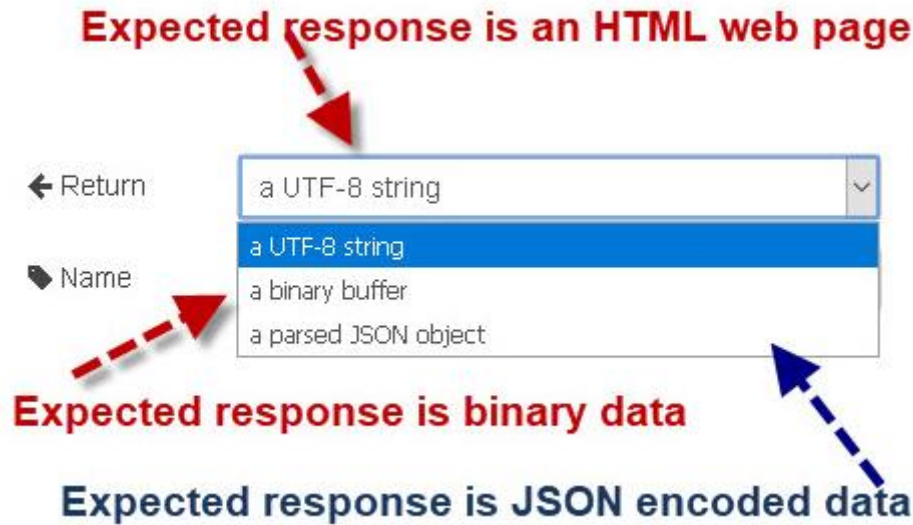 Expected response is an HTML web page
Return
a UTF-8 string
a UTF-8 string
Name
a binary buffer
a parsed JSON object
Expected response is binary data
Expected response is JSON encoded data